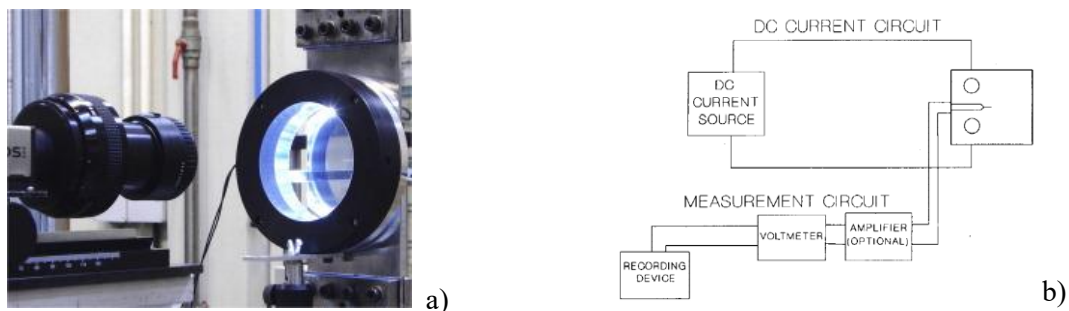 a)
DC CURRENT CIRCUIT
DC
CURRENT
SOURCE
MEASUREMENT CIRCUIT
VOLTMETER
AMPLIFIER
(OPTIONAL)
RECORDING
DEVICE
b)